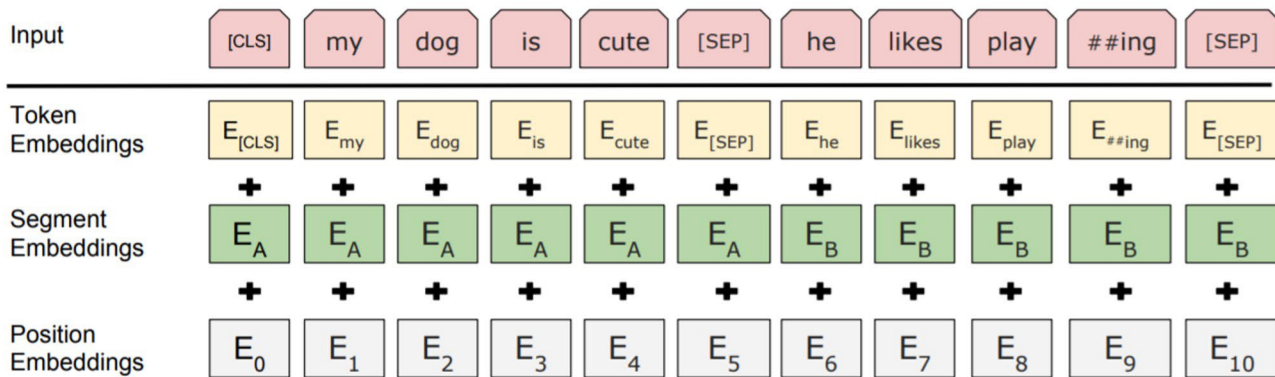 Input [CLS] my dog is cute [SEP] he likes play ##ing [SEP]
Token
Embeddings
E[CLS] Emy Edog Eis Ecute E[SEP] Ehe Elikes Eplay E##ing E[SEP]
+ + + + + + + + + + +
Segment
Embeddings
EA EA EA EA EA EA EB EB EB EB EB
+ + + + + + + + + + +
Position
Embeddings
E0 E1 E2 E3 E4 E5 E6 E7 E8 E9 E10